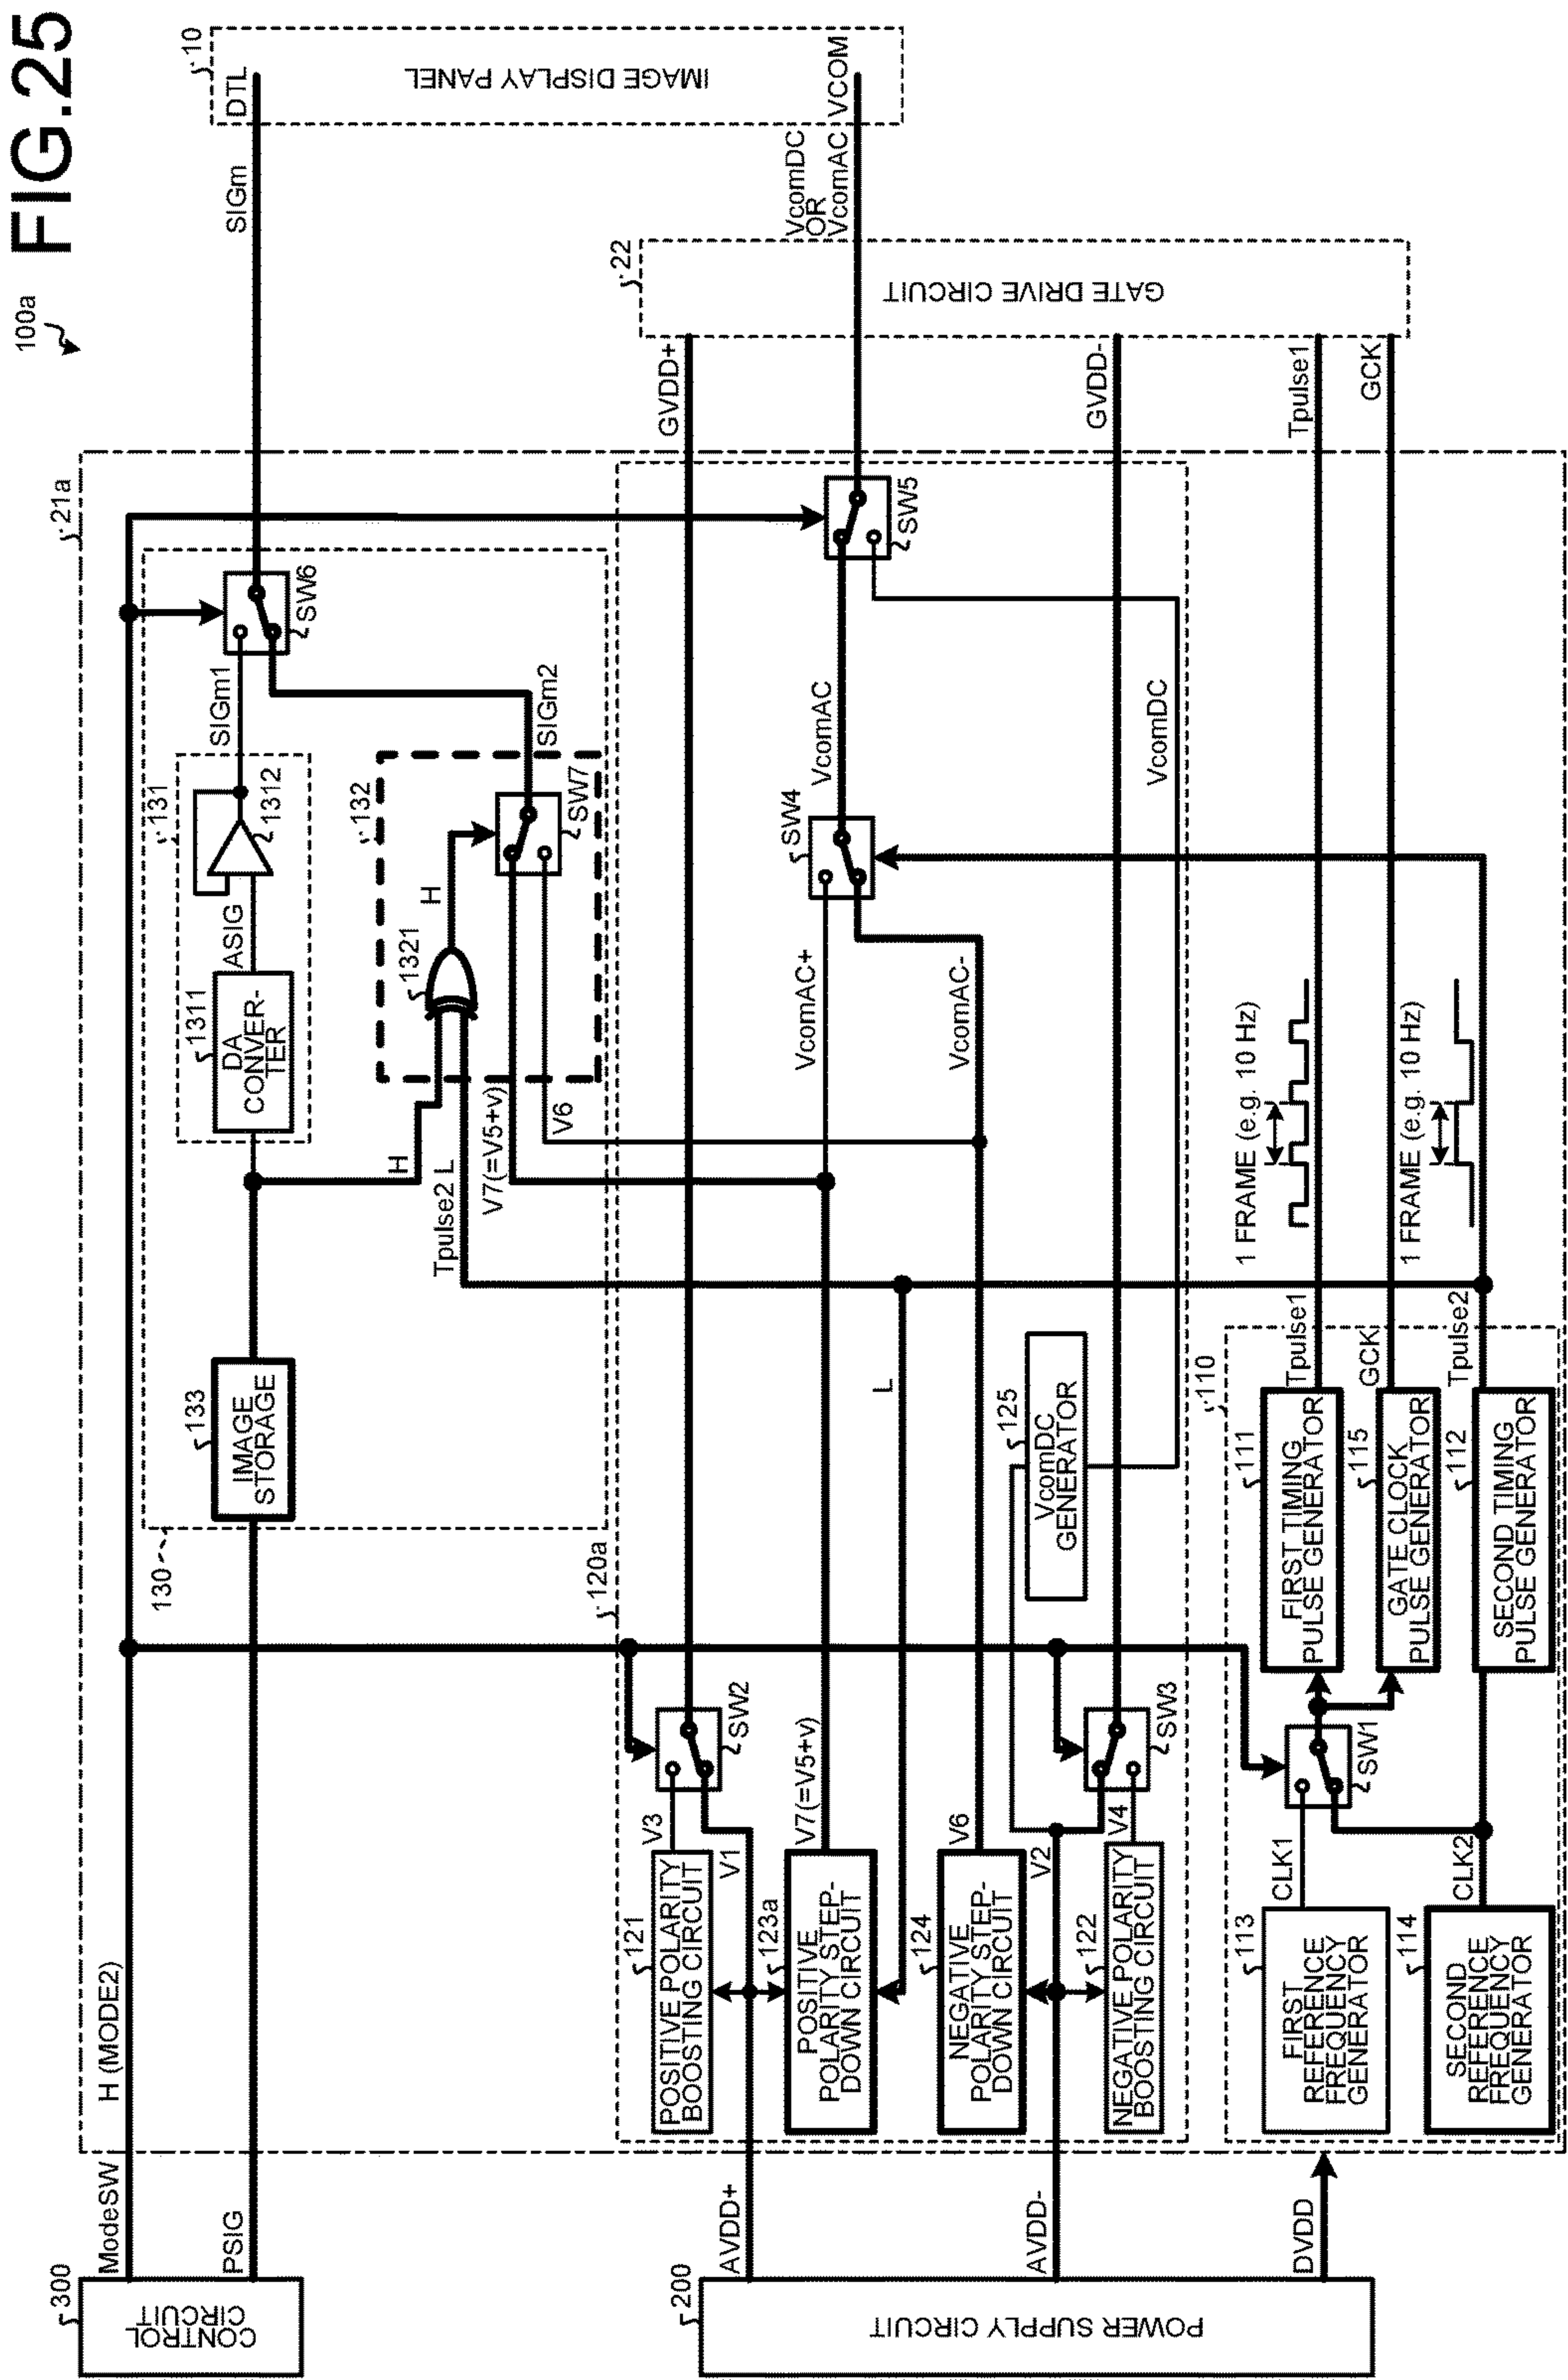 FIG.25
100a
300
CONTROL
CIRCUIT
ModeSW
H (MODE2)
PSIG
21a
130
133
IMAGE
STORAGE
131
1311
DA
CONVER-
TER
ASIG
1312
SIGm1
SW6
SIGm
10
DTL
IMAGE DISPLAY PANEL
VCOM
H
Tpulse2 L
V7(=V5+v)
V6
132
1321
H
SW7
SIGm2
120a
200
POWER SUPPLY CIRCUIT
AVDD+
AVDD-
DVDD
121
POSITIVE POLARITY
BOOSTING CIRCUIT
V3
V1
SW2
GVDD+
123a
POSITIVE
POLARITY STEP-
DOWN CIRCUIT
V7(=V5+v)
L
124
NEGATIVE
POLARITY STEP-
DOWN CIRCUIT
V6
V2
122
NEGATIVE POLARITY
BOOSTING CIRCUIT
V4
SW3
GVDD-
125
VcomDC
GENERATOR
VcomAC+
VcomAC-
SW4
VcomAC
VcomDC
SW5
22
GATE DRIVE CIRCUIT
VcomDC
OR
VcomAC
110
113
FIRST
REFERENCE
FREQUENCY
GENERATOR
CLK1
114
SECOND
REFERENCE
FREQUENCY
GENERATOR
CLK2
SW1
111
FIRST TIMING
PULSE GENERATOR
Tpulse1
115
GATE CLOCK
PULSE GENERATOR
GCK
112
SECOND TIMING
PULSE GENERATOR
Tpulse2
1 FRAME (e.g. 10 Hz)
1 FRAME (e.g. 10 Hz)
Tpulse1
GCK